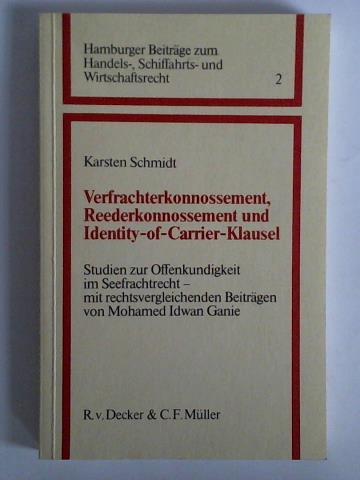 Hamburger Beiträge zum
Handels-, Schiffahrts- und
Wirtschaftsrecht 2
Karsten Schmidt
Verfrachterkonnossement,
Reederkonnossement und
Identity-of-Carrier-Klausel
Studien zur Offenkundigkeit
im Seefrachtrecht –
mit rechtsvergleichenden Beiträgen
von Mohamed Idwan Ganie
R. v. Decker & C. F. Müller